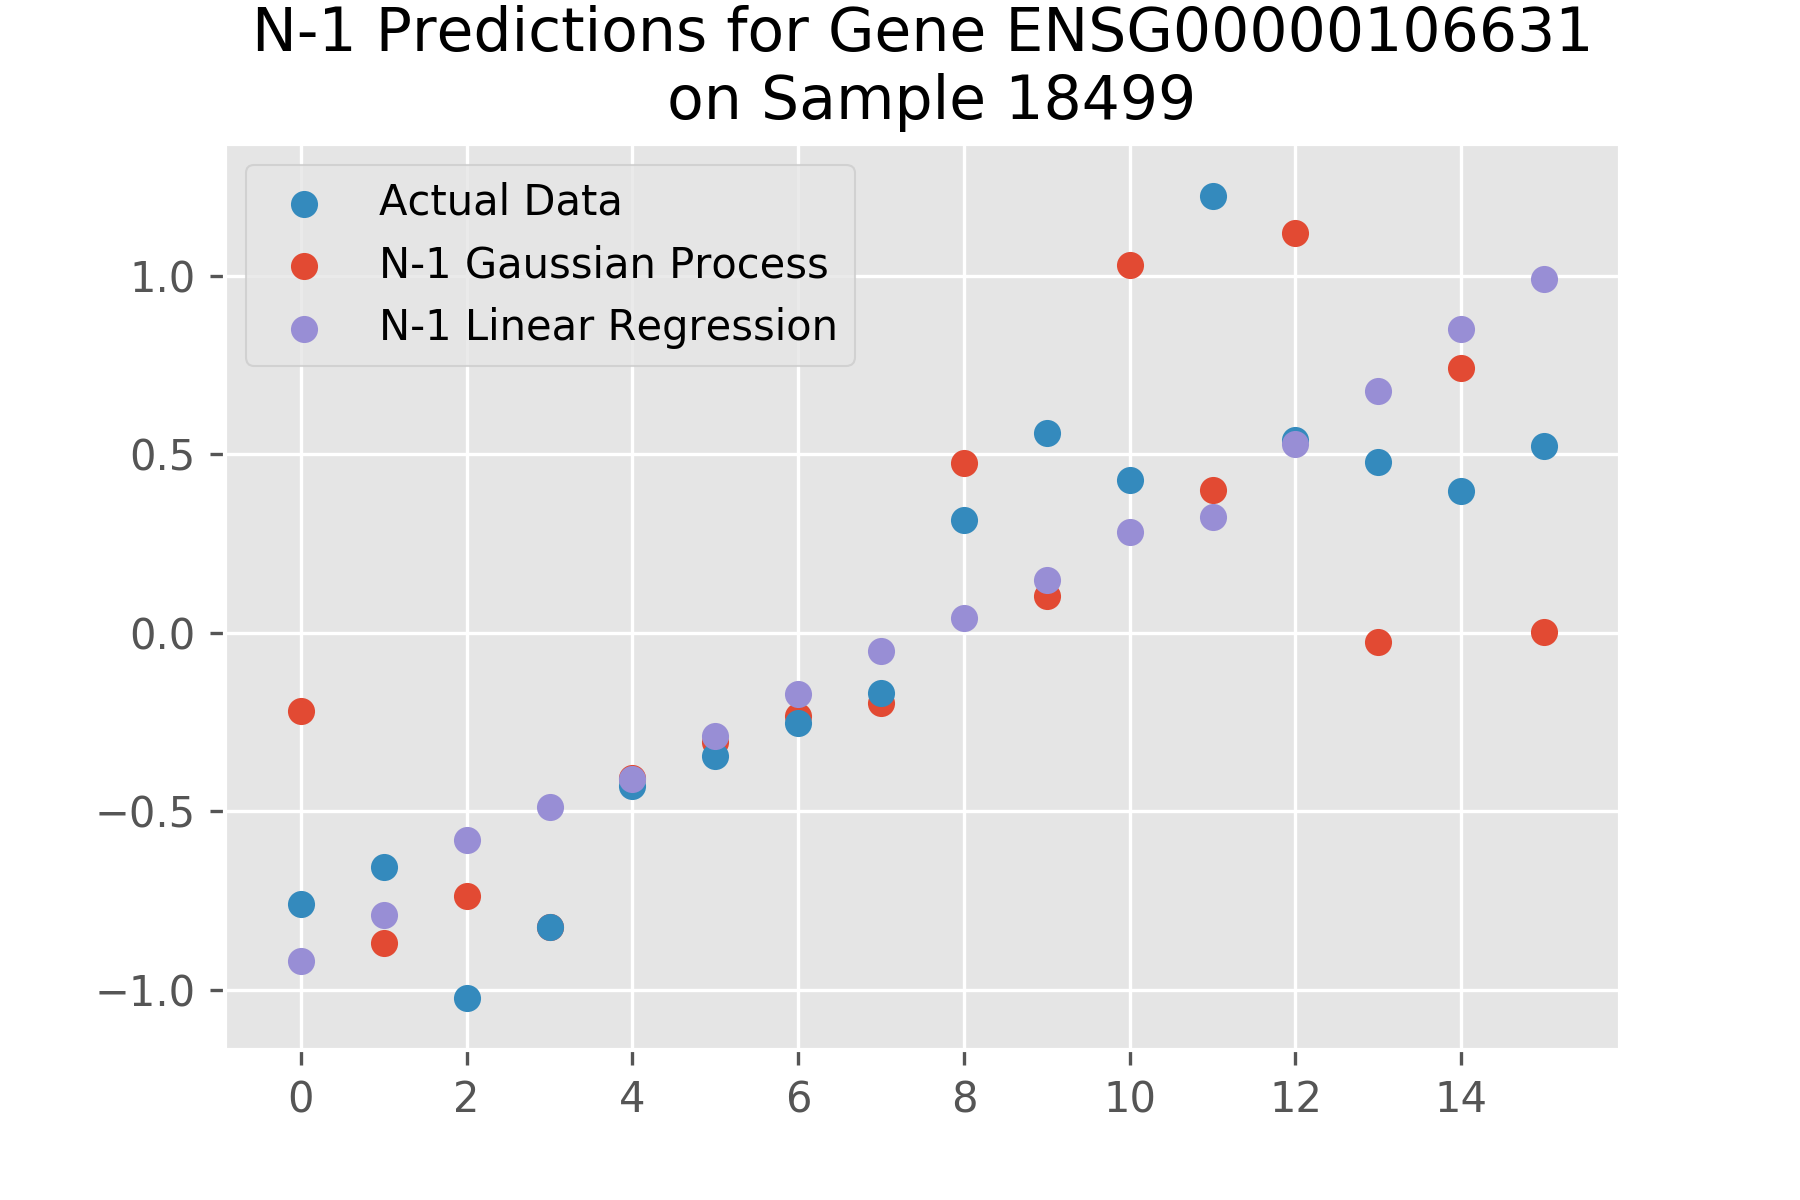 N-1 Predictions for Gene ENSG00000106631
on Sample 18499
Actual Data
N-1 Gaussian Process
N-1 Linear Regression
1.0
0.5
0.0
−0.5
−1.0
0 2 4 6 8 10 12 14